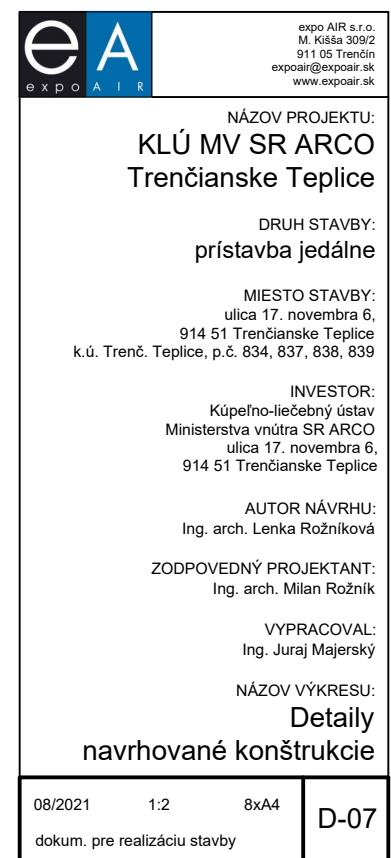 eA
expo AIR
expo AIR s.r.o.
M. Kišša 309/2
911 05 Trenčín
expoair@expoair.sk
www.expoair.sk
NÁZOV PROJEKTU:
KLÚ MV SR ARCO
Trenčianske Teplice
DRUH STAVBY:
prístavba jedálne
MIESTO STAVBY:
ulica 17. novembra 6,
914 51 Trenčianske Teplice
k.ú. Trenč. Teplice, p.č. 834, 837, 838, 839
INVESTOR:
Kúpeľno-liečebný ústav
Ministerstva vnútra SR ARCO
ulica 17. novembra 6,
914 51 Trenčianske Teplice
AUTOR NÁVRHU:
Ing. arch. Lenka Rožníková
ZODPOVEDNÝ PROJEKTANT:
Ing. arch. Milan Rožník
VYPRACOVAL:
Ing. Juraj Majerský
NÁZOV VÝKRESU:
Detaily
navrhované konštrukcie
08/2021 1:2 8xA4
dokum. pre realizáciu stavby
D-07